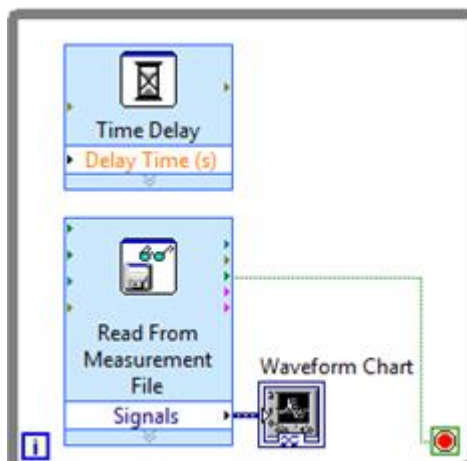 Time Delay
Delay Time (s)
Read From
Measurement
File
Signals
Waveform Chart
i